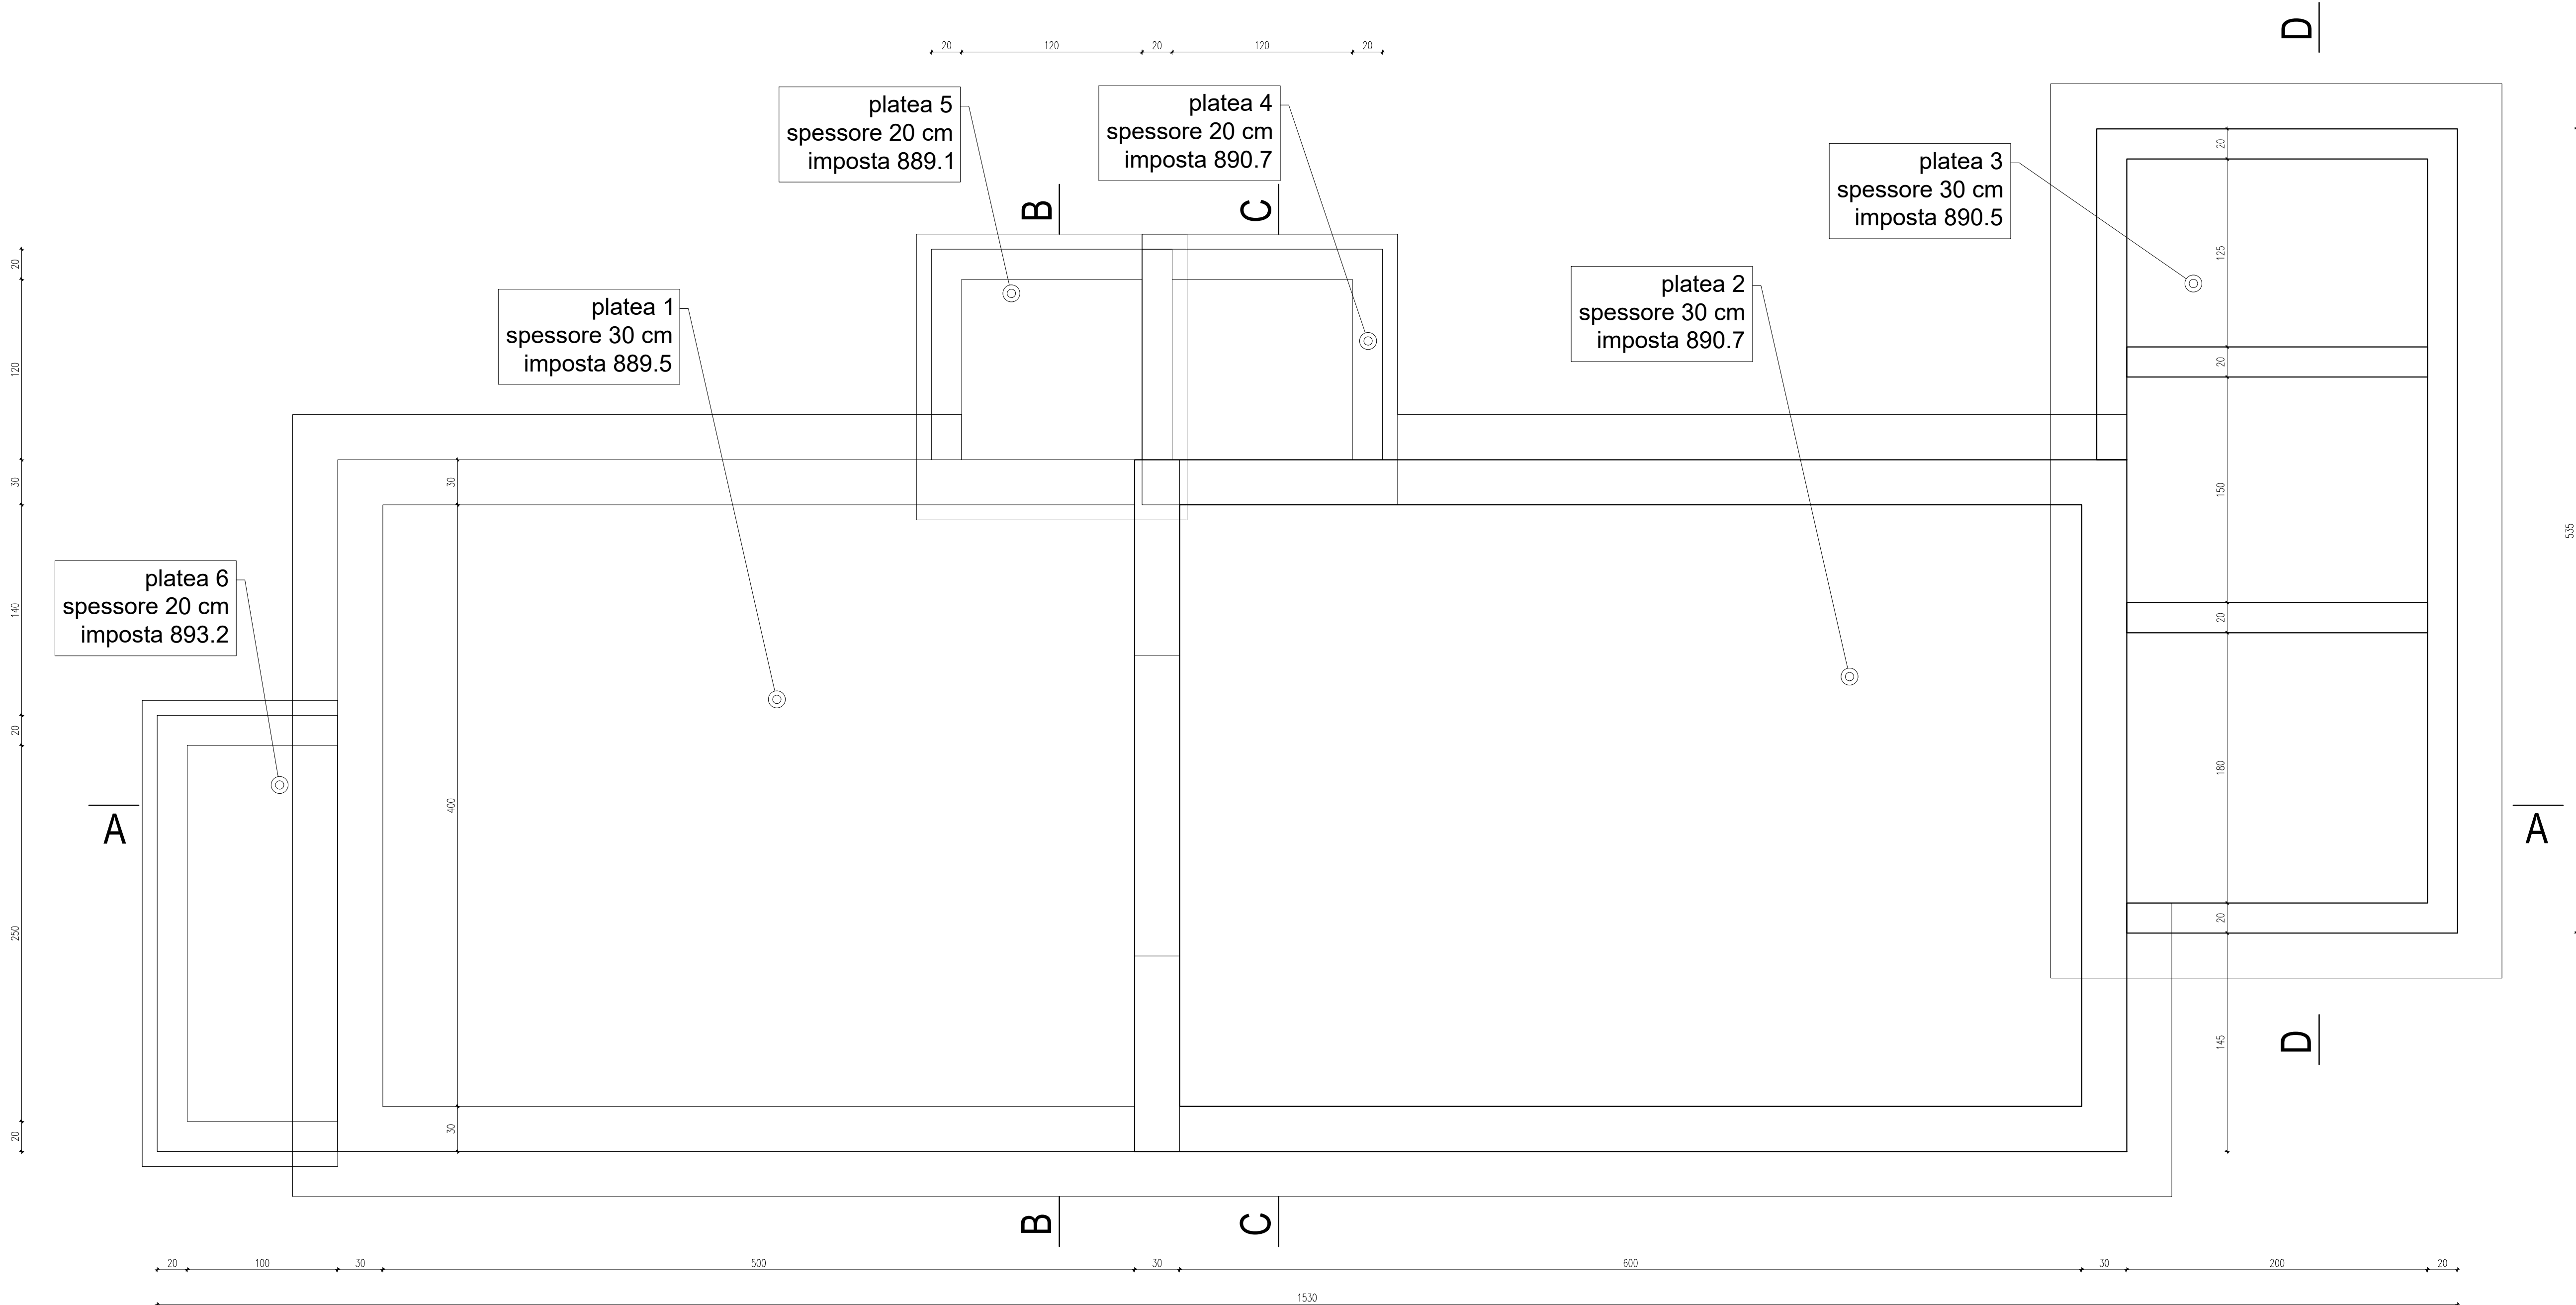 D
20 120 20 120 20
platea 5
spessore 20 cm
imposta 889.1
platea 4
spessore 20 cm
imposta 890.7
platea 3
spessore 30 cm
imposta 890.5
B
C
platea 2
spessore 30 cm
imposta 890.7
platea 1
spessore 30 cm
imposta 889.5
platea 6
spessore 20 cm
imposta 893.2
20
120
30
140
20
250
20
30
400
30
20
125
20
150
20
180
20
145
535
A
A
D
B
C
20 100 30 500 30 600 30 200 20
1530